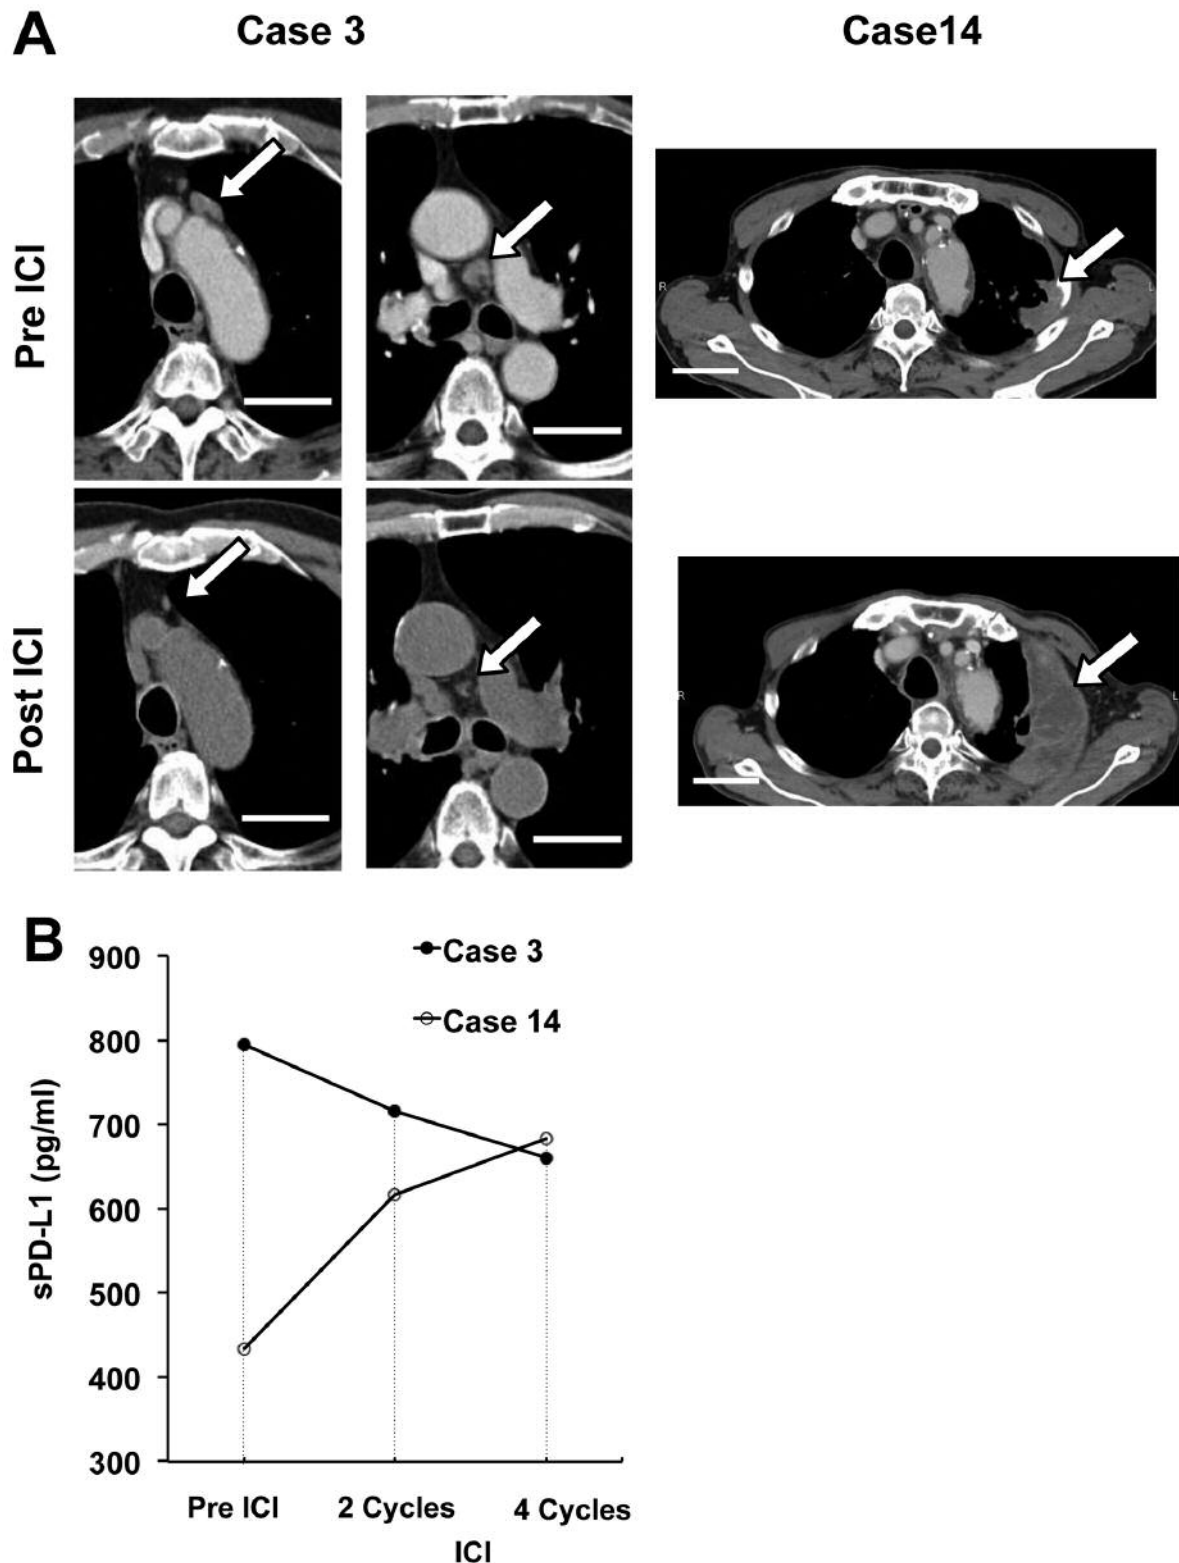 A
Case 3
Case14
Pre ICI
R
L
Post ICI
R
L
B
Case 3
Case 14
900
800
700
600
500
400
300
sPD-L1 (pg/ml)
Pre ICI
2 Cycles
4 Cycles
ICI